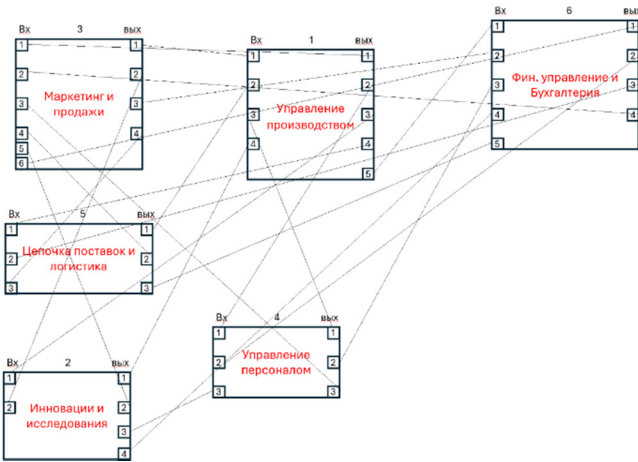 6
Вх вых
1 1
2 2
3 3
4 4
5
Фин. управление и
Бухгалтерия
3
Вх вых
1 1
2 2
3 3
4 4
5
6
Маркетинг и
продажи
1
Вх вых
1 1
2 2
3 3
4 4
5
Управление
производством
5
Вх вых
1 1
2 2
3 3
Цепочка поставок и
логистика
4
Вх вых
1 1
2 2
3 3
Управление
персоналом
2
Вх вых
1 1
2 2
3
4
Инновации и
исследования